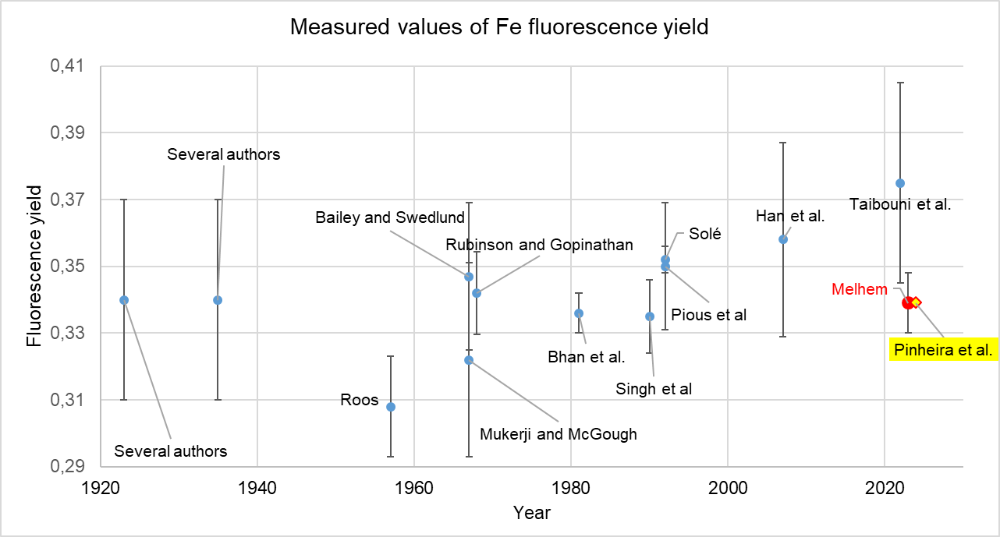 Measured values of Fe fluorescence yield
0,41
0,39
Several authors
0,37
Bailey and Swedlund
Han et al.
Taibouni et al.
Rubinson and Gopinathan
Solé
0,35
Melhem
Pious et al
0,33
Bhan et al.
Pinheira et al.
Singh et al
Roos
0,31
Mukerji and McGough
Several authors
0,29
Fluorescence yield
1920
1940
1960
1980
2000
2020
Year